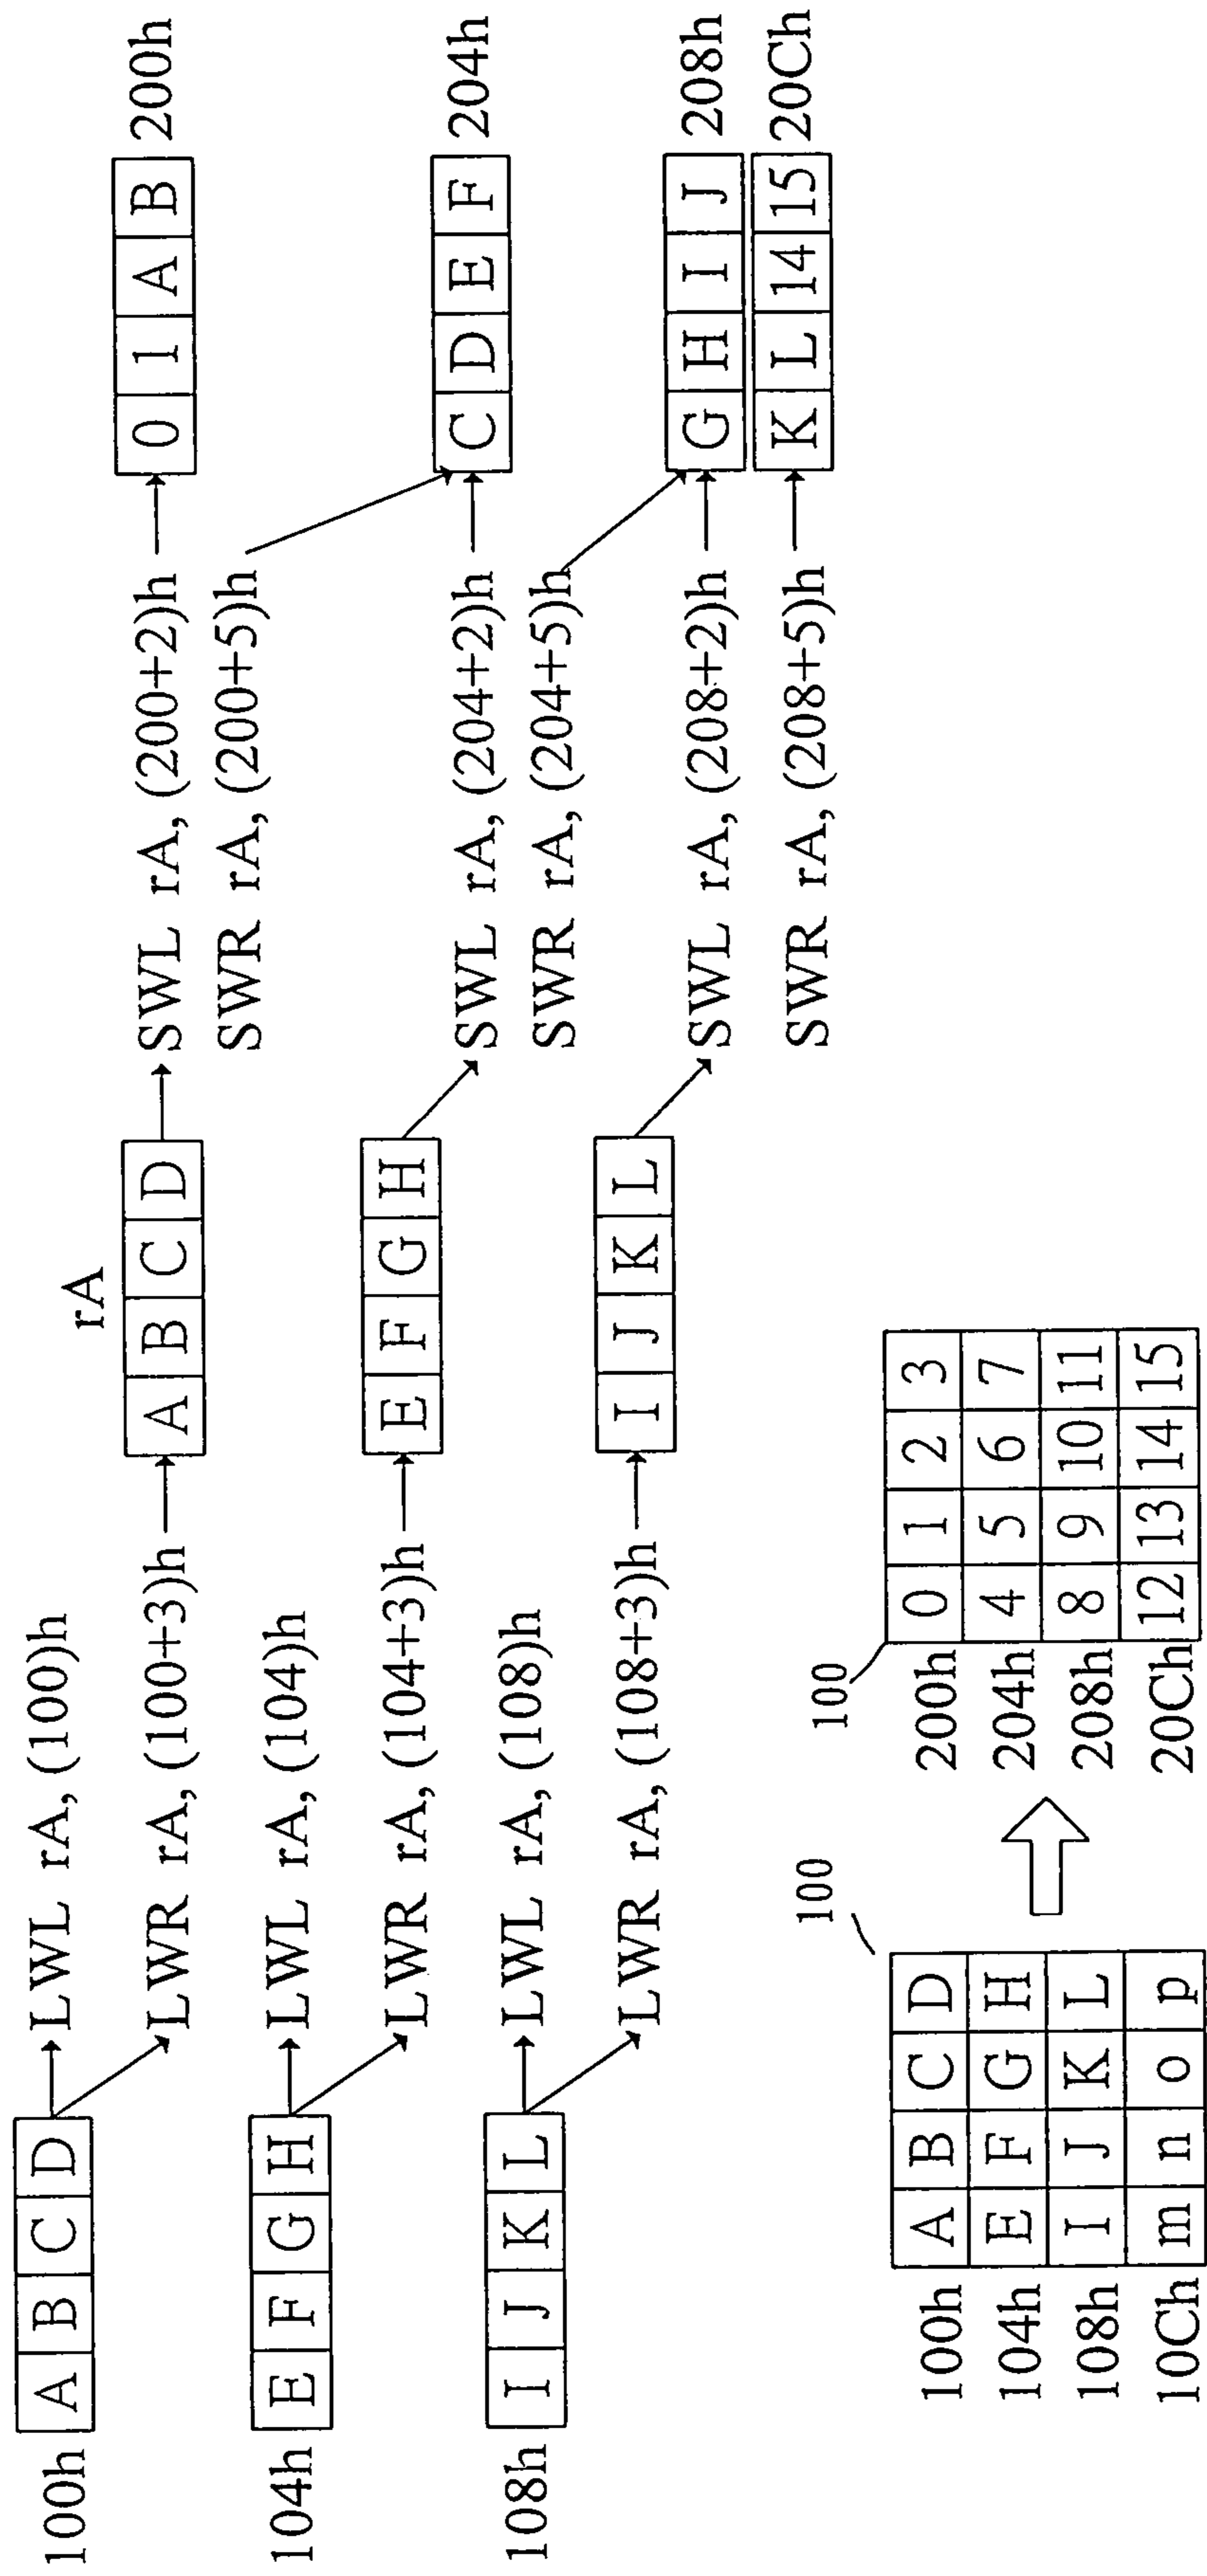 100h A B C D LWL rA, (100)h
LWR rA, (100+3)h
rA
A B C D SWL rA, (200+2)h 0 1 A B 200h
SWR rA, (200+5)h
104h E F G H LWL rA, (104)h
LWR rA, (104+3)h E F G H
SWL rA, (204+2)h C D E F 204h
SWR rA, (204+5)h
108h I J K L LWL rA, (108)h
LWR rA, (108+3)h I J K L
SWL rA, (208+2)h G H I J 208h
SWR rA, (208+5)h K L 14 15 20Ch
100
100h A B C D
104h E F G H
108h I J K L
10Ch m n o p
100
200h 0 1 2 3
204h 4 5 6 7
208h 8 9 10 11
20Ch 12 13 14 15